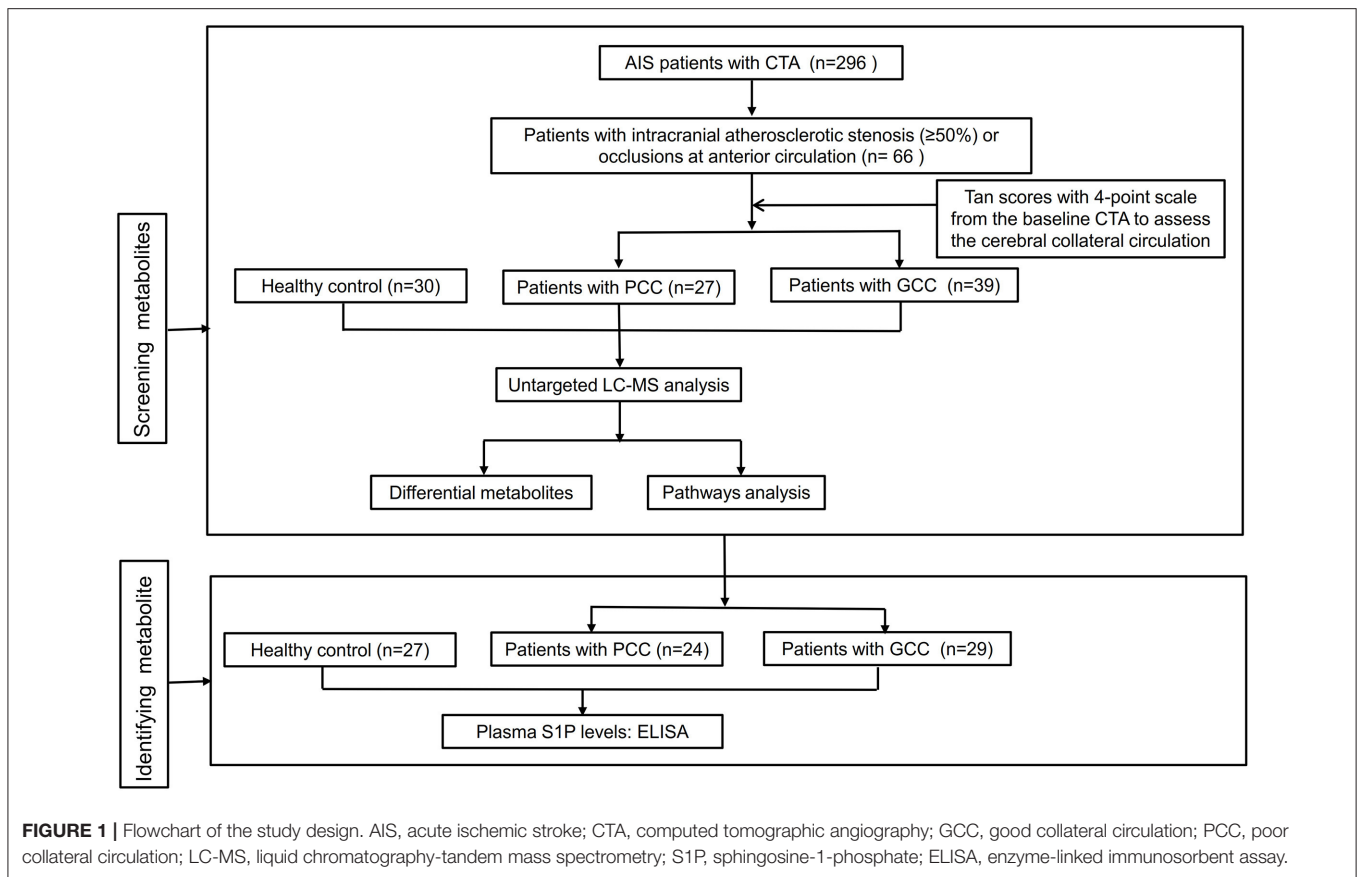 AIS patients with CTA (n=296 )
Patients with intracranial atherosclerotic stenosis (≥50%) or
occlusions at anterior circulation (n= 66 )
Tan scores with 4-point scale
from the baseline CTA to assess
the cerebral collateral circulation
Screening metabolites
Healthy control (n=30)
Patients with PCC (n=27)
Patients with GCC (n=39)
Untargeted LC-MS analysis
Differential metabolites
Pathways analysis
Identifying metabolite
Healthy control (n=27)
Patients with PCC (n=24)
Patients with GCC (n=29)
Plasma S1P levels: ELISA
FIGURE 1 | Flowchart of the study design. AIS, acute ischemic stroke; CTA, computed tomographic angiography; GCC, good collateral circulation; PCC, poor
collateral circulation; LC-MS, liquid chromatography-tandem mass spectrometry; S1P, sphingosine-1-phosphate; ELISA, enzyme-linked immunosorbent assay.